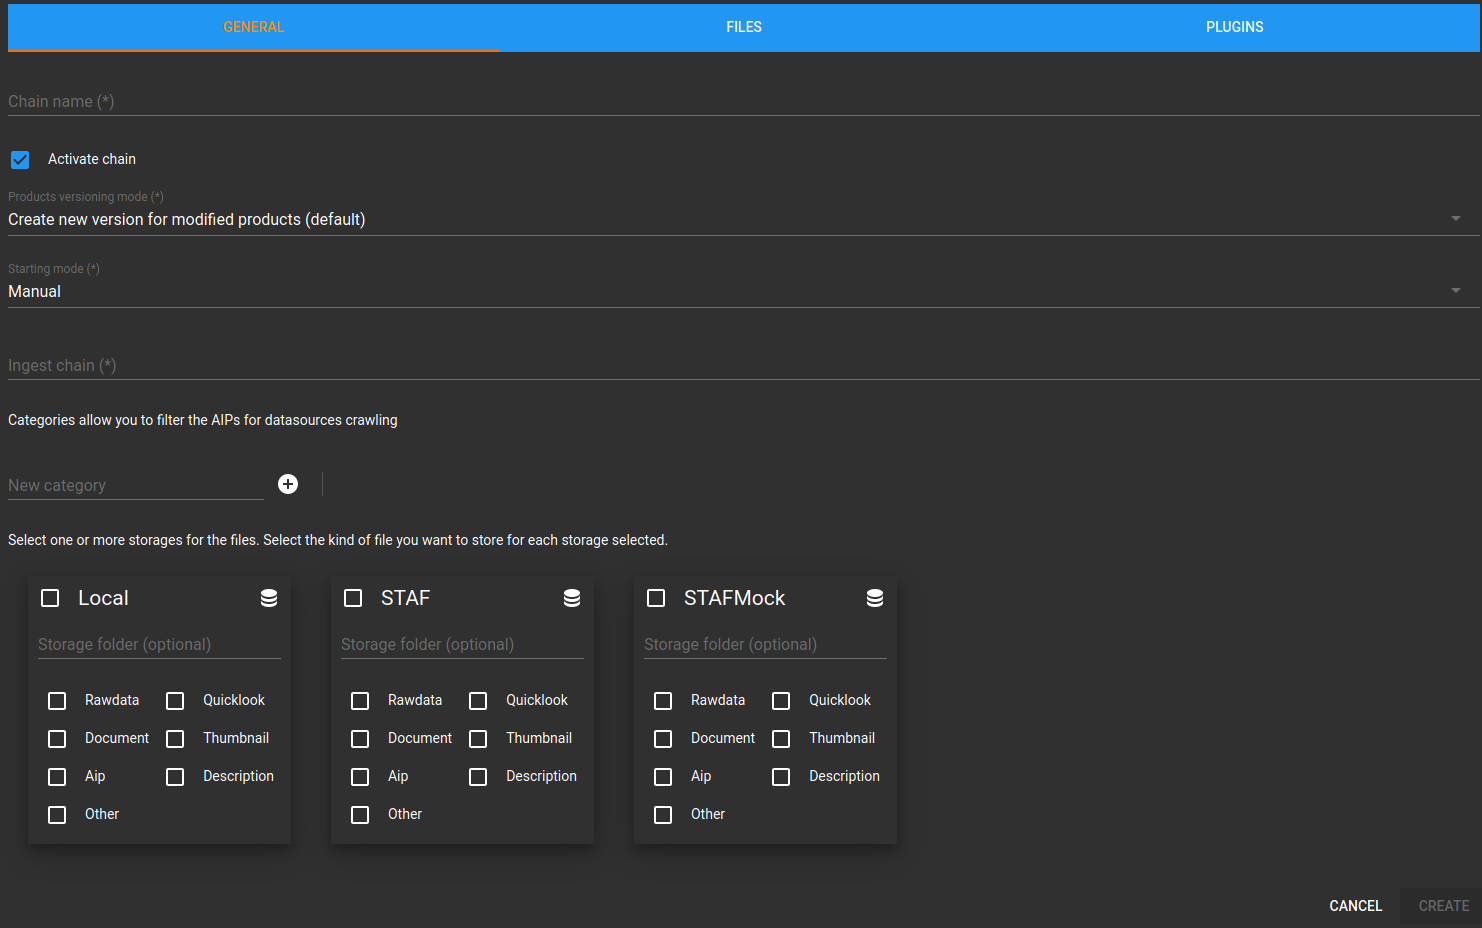 GENERAL FILES PLUGINS
Chain name (*)
Activate chain
Products versioning mode (*)
Create new version for modified products (default)
Starting mode (*)
Manual
Ingest chain (*)
Categories allow you to filter the AIPs for datasources crawling
New category
Select one or more storages for the files. Select the kind of file you want to store for each storage selected.
Local
Storage folder (optional)
Rawdata Quicklook
Document Thumbnail
Aip Description
Other
STAF
Storage folder (optional)
Rawdata Quicklook
Document Thumbnail
Aip Description
Other
STAFMock
Storage folder (optional)
Rawdata Quicklook
Document Thumbnail
Aip Description
Other
CANCEL CREATE